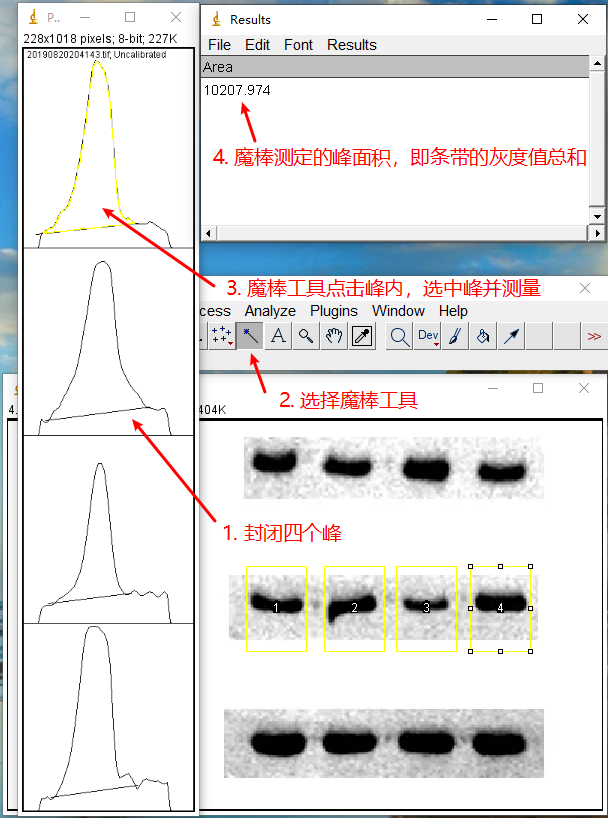 P..
228x1018 pixels; 8-bit; 227K
20190820204143.tif; Uncalibrated
Results
File Edit Font Results
Area
10207.974
4. 魔棒测定的峰面积，即条带的灰度值总和
3. 魔棒工具点击峰内，选中峰并测量
cess Analyze Plugins Window Help
A Dev >>
2. 选择魔棒工具
4.
404K
1. 封闭四个峰
1 2 3 4